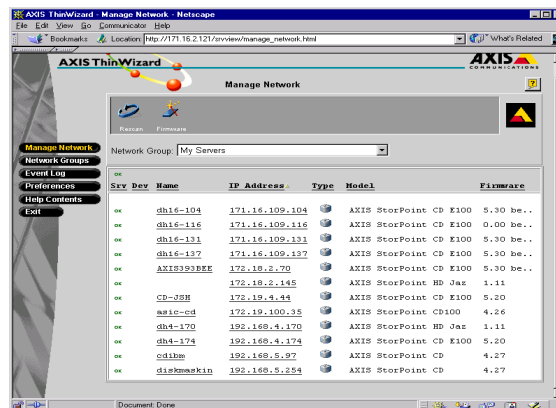 AXIS ThinWizard - Manage Network - Netscape
File Edit View Go Communicator Help
Bookmarks Location: http://171.16.2.121/srvview/manage_network.html What's Related
AXIS ThinWizard
AXIS
COMMUNICATIONS
Manage Network
?
Rescan Firmware
Manage Network
Network Groups
Event Log
Preferences
Help Contents
Exit
Network Group: My Servers
OK
Srv Dev Name IP Address Type Model Firmware
OK dh16-104 171.16.109.104 AXIS StorPoint CD E100 5.30 be..
OK dh16-116 171.16.109.116 AXIS StorPoint CD E100 0.00 be..
OK dh16-131 171.16.109.131 AXIS StorPoint CD E100 5.30 be..
OK dh16-137 171.16.109.137 AXIS StorPoint CD E100 5.30 be..
OK AXIS393BEE 172.18.2.70 AXIS StorPoint CD E100 5.30 be..
OK 172.18.2.145 AXIS StorPoint HD Jaz 1.11
OK CD-JSH 172.19.4.44 AXIS StorPoint CD E100 5.20
OK asic-cd 172.19.100.35 AXIS StorPoint CD100 4.26
OK dh4-170 192.168.4.170 AXIS StorPoint HD Jaz 1.11
OK dh4-174 192.168.4.174 AXIS StorPoint CD E100 5.20
OK cdibm 192.168.5.97 AXIS StorPoint CD 4.27
OK diskmaskin 192.168.5.254 AXIS StorPoint CD 4.27
Document: Done